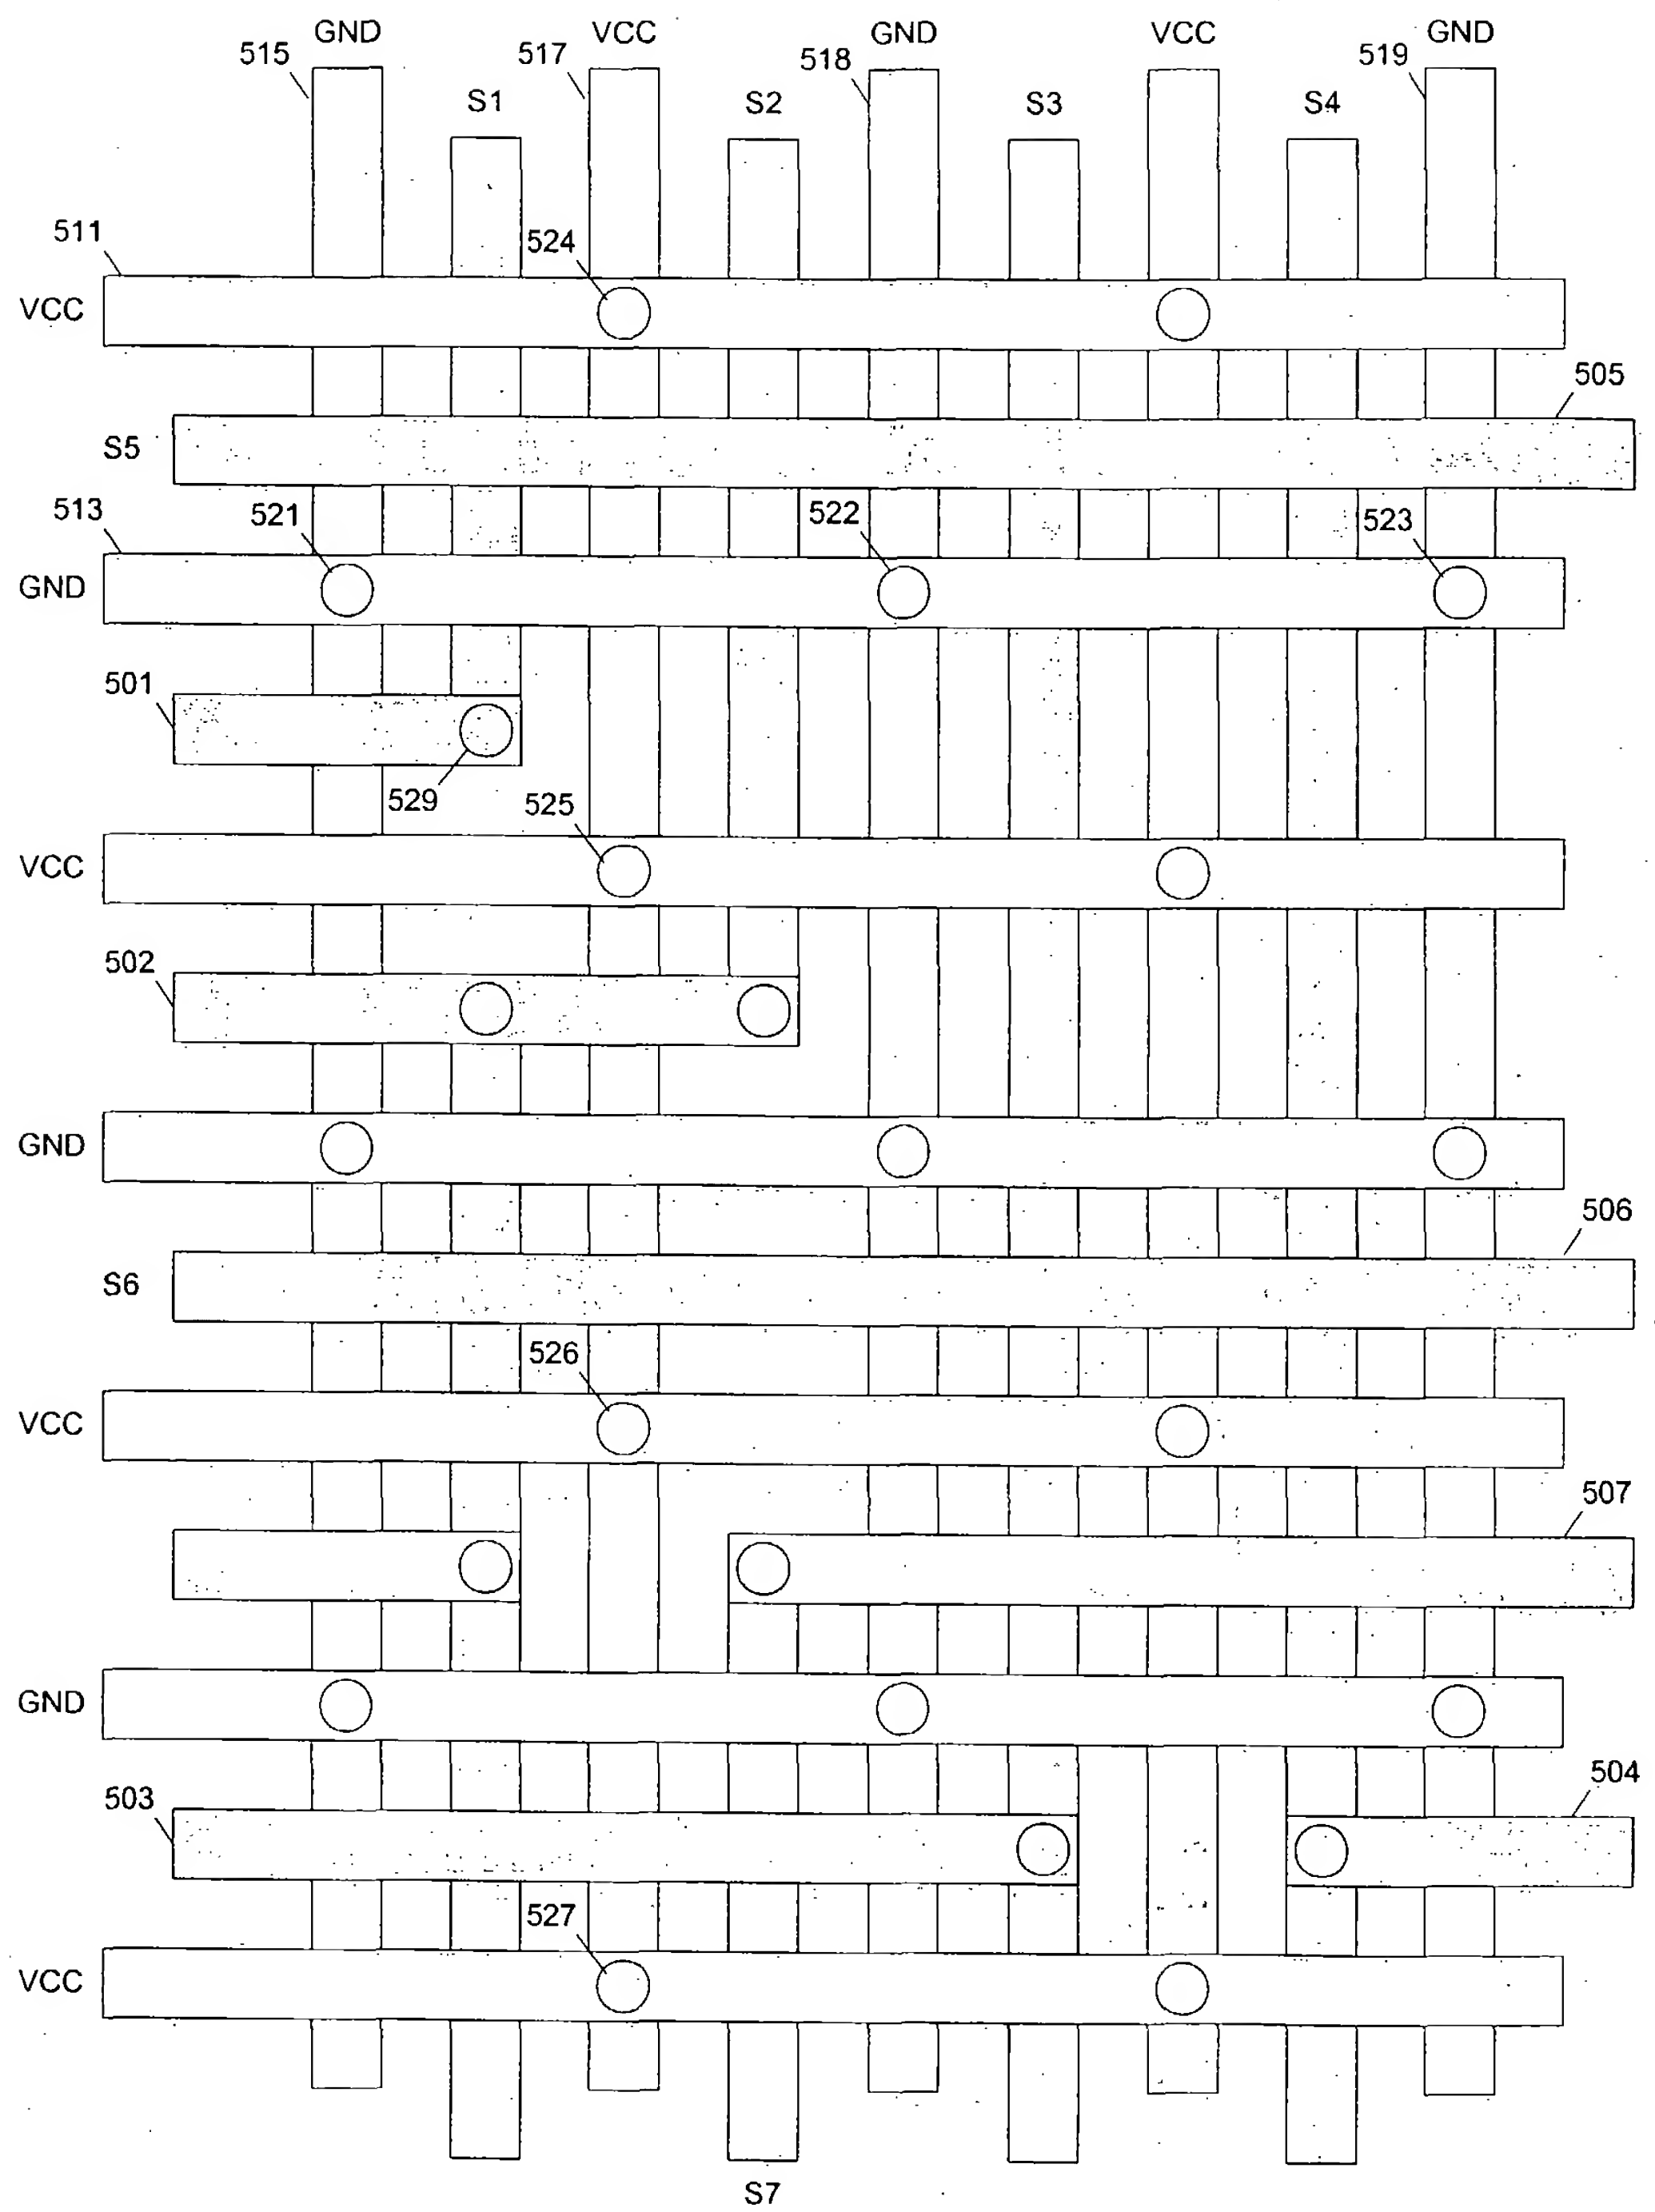 GND VCC GND VCC GND
515 517 518 519
S1 S2 S3 S4
511 524
VCC
505
S5
513 521 522 523
GND
501
529 525
VCC
502
GND
506
S6
526
VCC
507
GND
503 504
527
VCC
S7